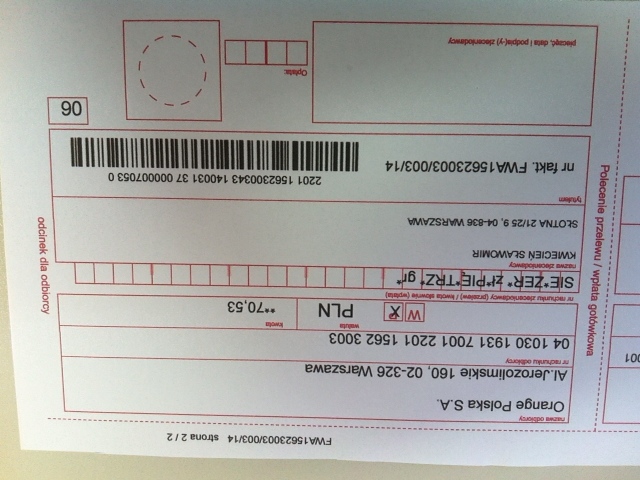 FWA15623003/003/14 strona 2 / 2
nazwa odbiorcy
Orange Polska S.A.
Al.Jerozolimskie 160, 02-326 Warszawa
nr rachunku odbiorcy
04 1030 1931 7001 2201 1562 3003
waluta
kwota
W P X PLN **70,53
nr rachunku zleceniodawcy (przelew) / kwota słownie (wpłata)
SIE*ZER* zł*PIĘ*TRZ* gr*
nazwa zleceniodawcy
KWIECIEŃ SŁAWOMIR
SŁOTNA 21/25 9, 04-836 WARSZAWA
tytułem
nr fakt. FWA15623003/003/14
2201 1562300343 140031 37 000007053 0
06
Opłata:
pieczęć, data i podpis(-y) zleceniodawcy
Polecenie przelewu / wpłata gotówkowa
odcinek dla odbiorcy
001